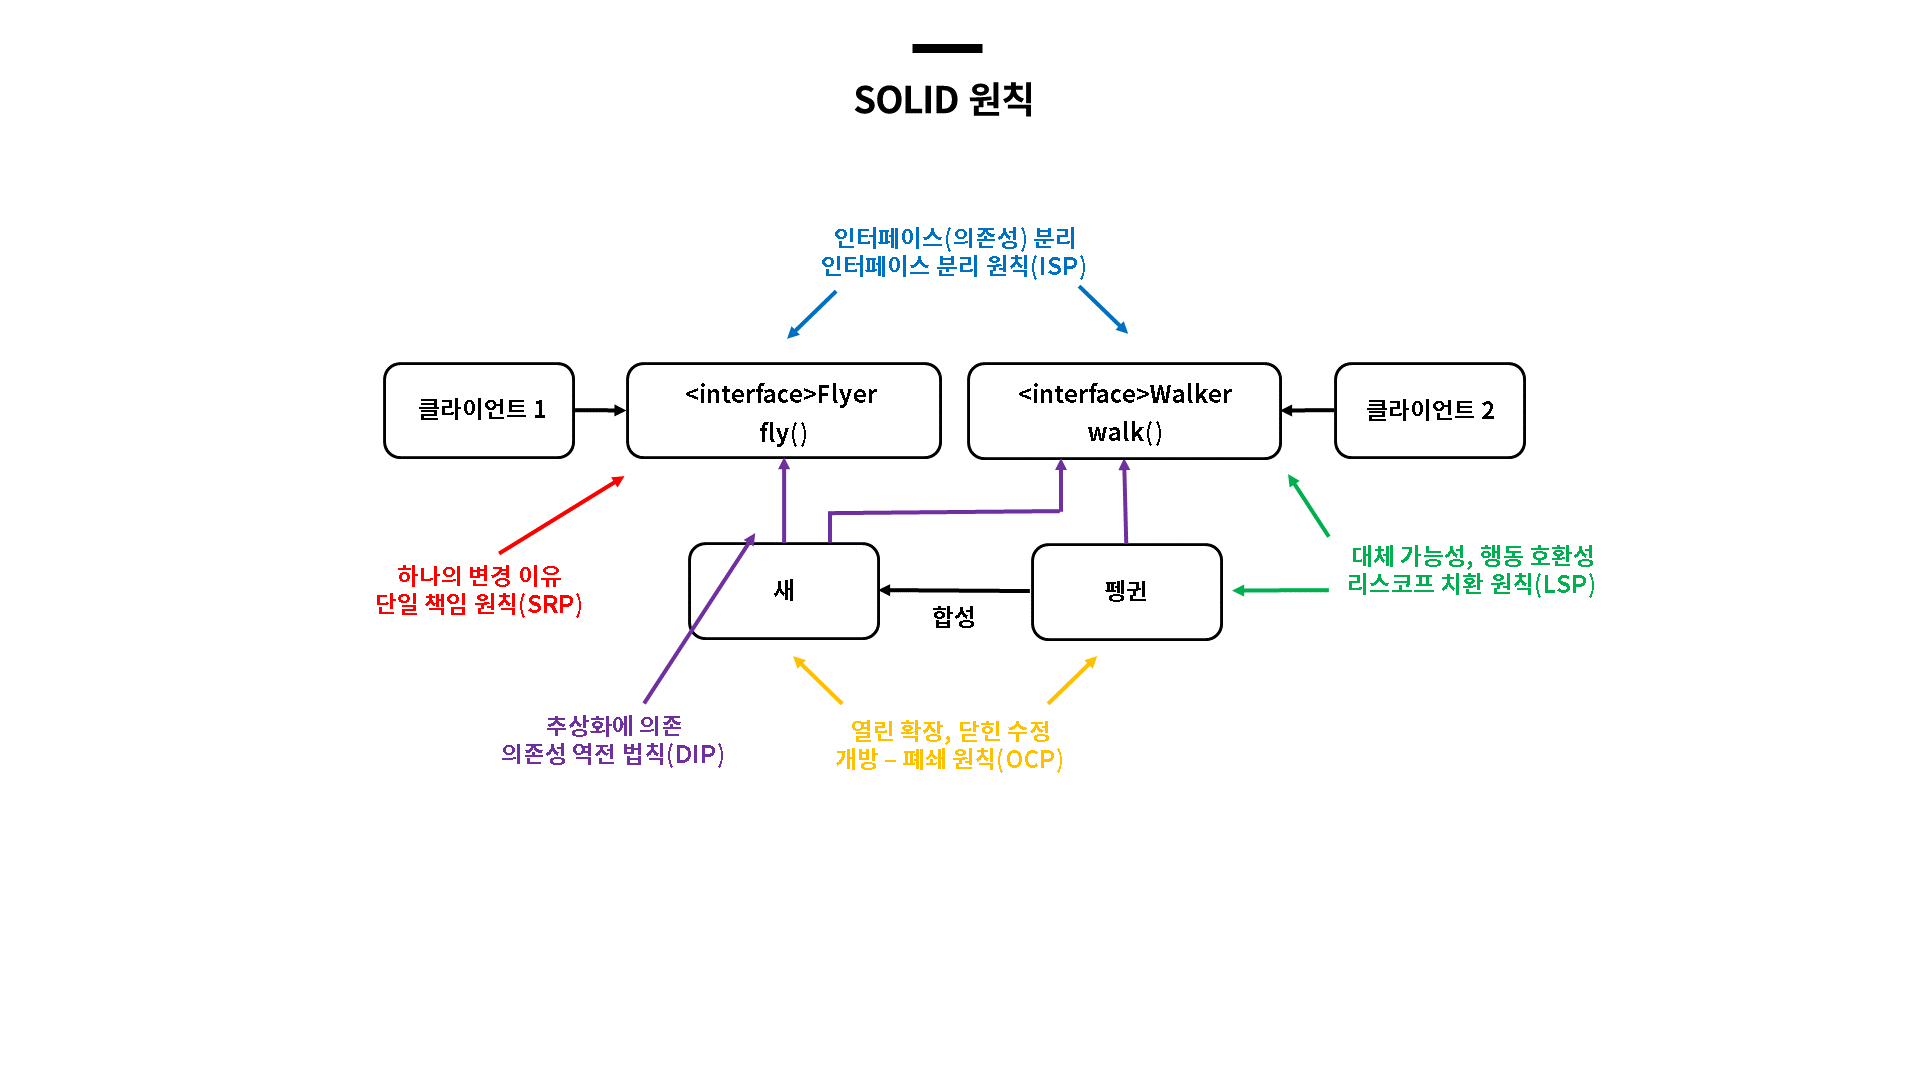 SOLID 원칙
인터페이스(의존성) 분리
인터페이스 분리 원칙(ISP)
클라이언트 1
<interface>Flyer
fly()
<interface>Walker
walk()
클라이언트 2
하나의 변경 이유
단일 책임 원칙(SRP)
새
합성
펭귄
대체 가능성, 행동 호환성
리스코프 치환 원칙(LSP)
추상화에 의존
의존성 역전 법칙(DIP)
열린 확장, 닫힌 수정
개방 – 폐쇄 원칙(OCP)